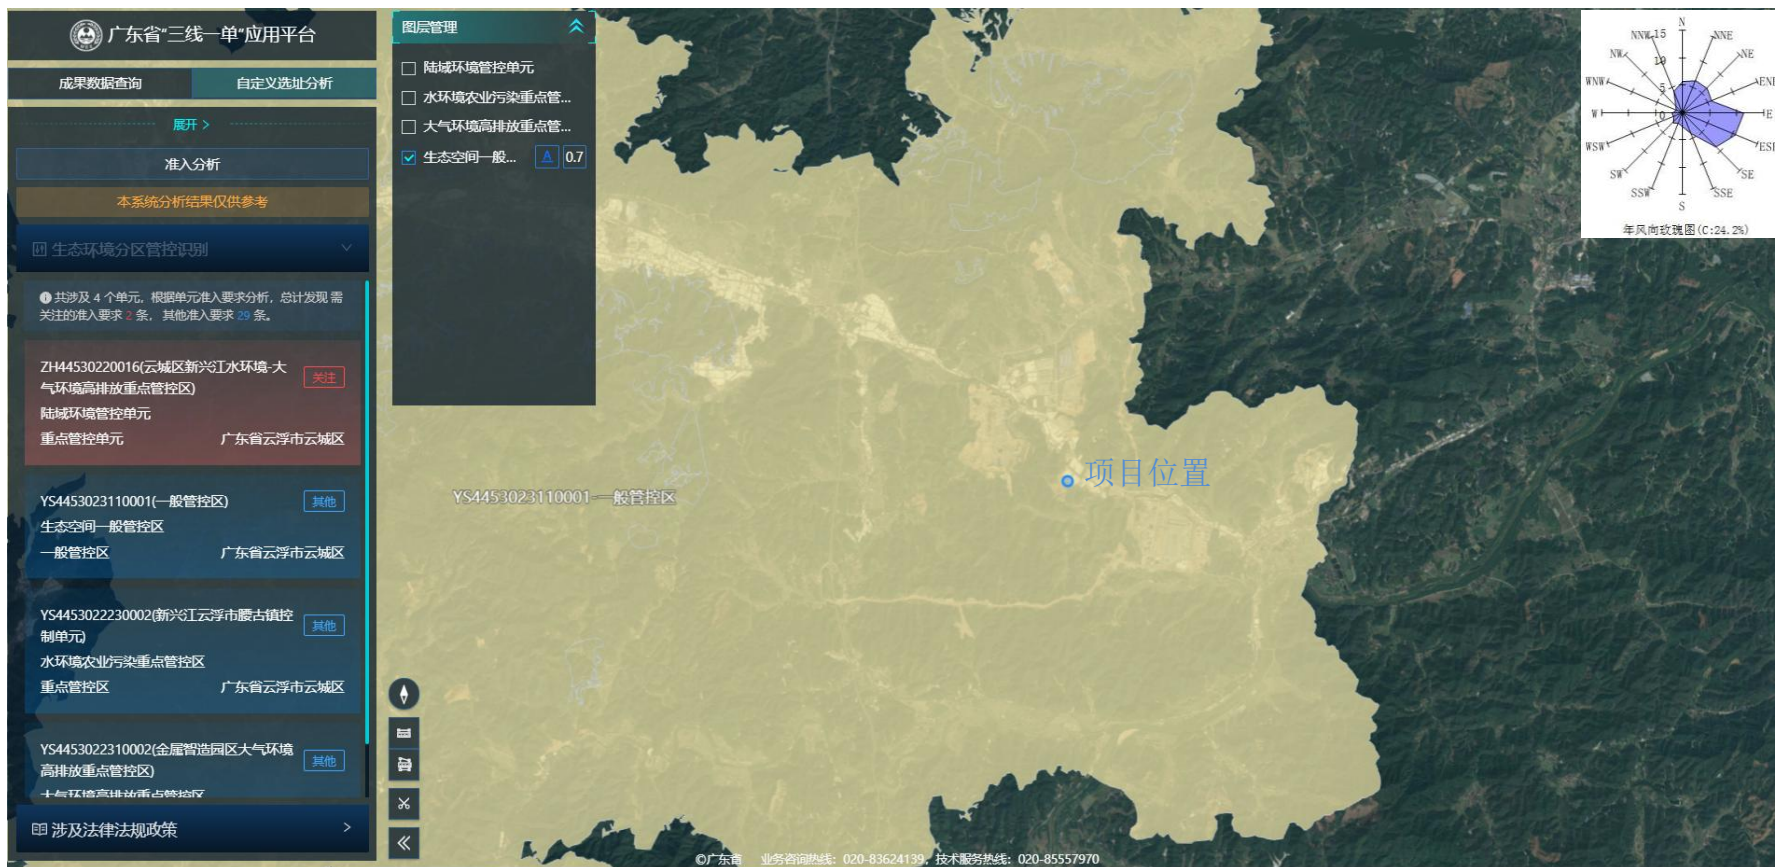 广东省“三线一单”应用平台
成果数据查询
自定义选址分析
展开 >
准入分析
本系统分析结果仅供参考
生态环境分区管控识别
共涉及 4 个单元, 根据单元准入要求分析, 总计发现 需
关注的准入要求 2 条, 其他准入要求 29 条。
ZH44530220016(云城区新兴江水环境-大
气环境高排放重点管控区)
关注
陆域环境管控单元
重点管控单元
广东省云浮市云城区
YS4453023110001(一般管控区)
其他
生态空间一般管控区
一般管控区
广东省云浮市云城区
YS4453022230002(新兴江云浮市腰古镇控
制单元)
其他
水环境农业污染重点管控区
重点管控区
广东省云浮市云城区
YS4453022310002(金属智造园区大气环境
高排放重点管控区)
其他
大气环境高排放重点管控区
涉及法律法规政策
图层管理
陆域环境管控单元
水环境农业污染重点管...
大气环境高排放重点管...
生态空间一般...
A
0.7
YS4453023110001-一般管控区
项目位置
N
NNE
NE
ENE
E
ESE
SE
SSE
S
SSW
SW
WSW
W
WNW
NW
NNW
15
10
5
0
年风向玫瑰图(C:24.2%)
©广东省 业务咨询热线: 020-83624139, 技术服务热线: 020-85557970